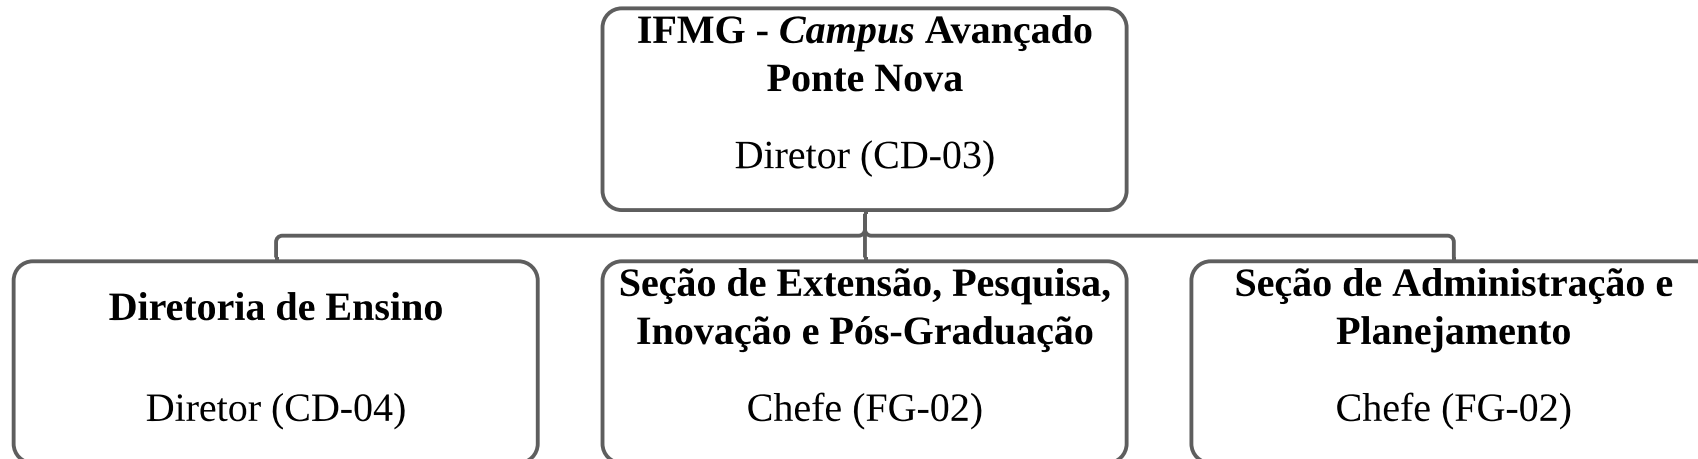 IFMG - Campus Avançado
Ponte Nova
Diretor (CD-03)
Diretoria de Ensino
Diretor (CD-04)
Seção de Extensão, Pesquisa,
Inovação e Pós-Graduação
Chefe (FG-02)
Seção de Administração e
Planejamento
Chefe (FG-02)